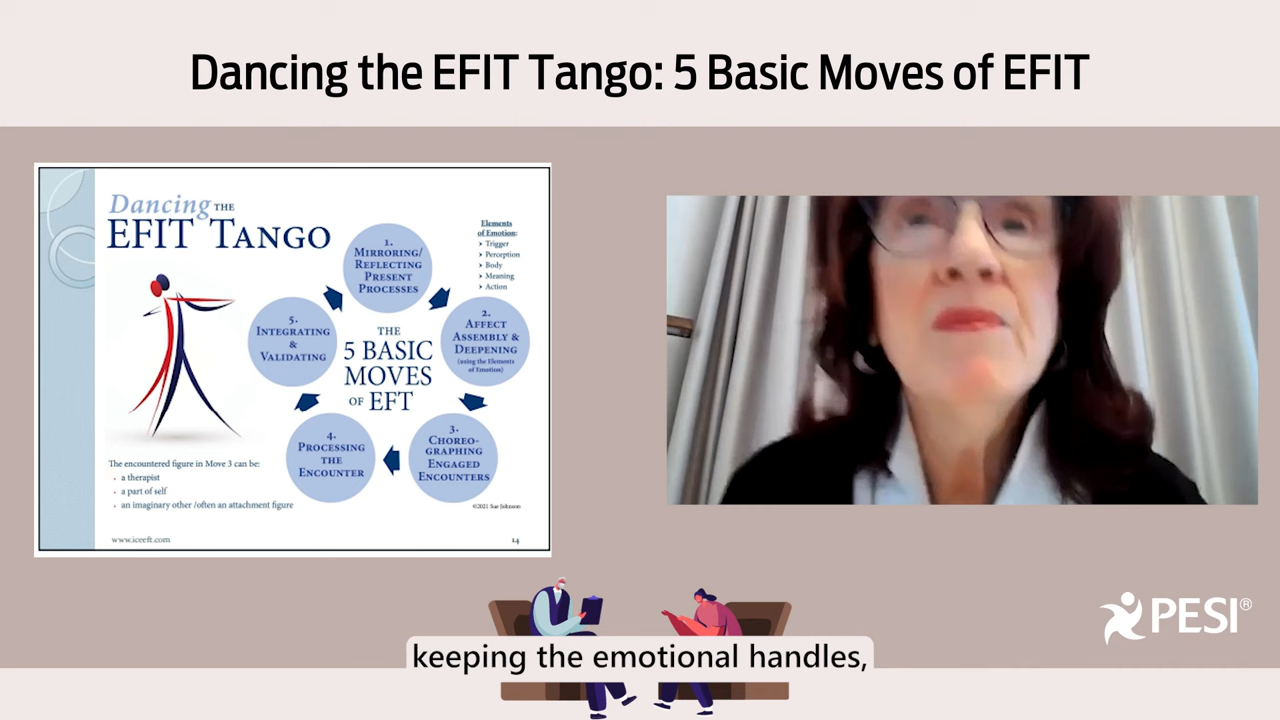 Dancing the EFIT Tango: 5 Basic Moves of EFIT
Dancing THE
EFIT TANGO
1.
MIRRORING/
REFLECTING
PRESENT
PROCESSES
Elements
of Emotion:
Trigger
Perception
Body
Meaning
Action
2.
AFFECT
ASSEMBLY &
DEEPENING
(using the Elements
of Emotion)
3.
CHOREO-
GRAPHING
ENGAGED
ENCOUNTERS
4.
PROCESSING
THE
ENCOUNTER
5.
INTEGRATING
&
VALIDATING
THE
5 BASIC
MOVES
OF EFT
The encountered figure in Move 3 can be:
• a therapist
• a part of self
• an imaginary other /often an attachment figure
©2021 Sue Johnson
www.iceeft.com
14
PESI®
keeping the emotional handles,